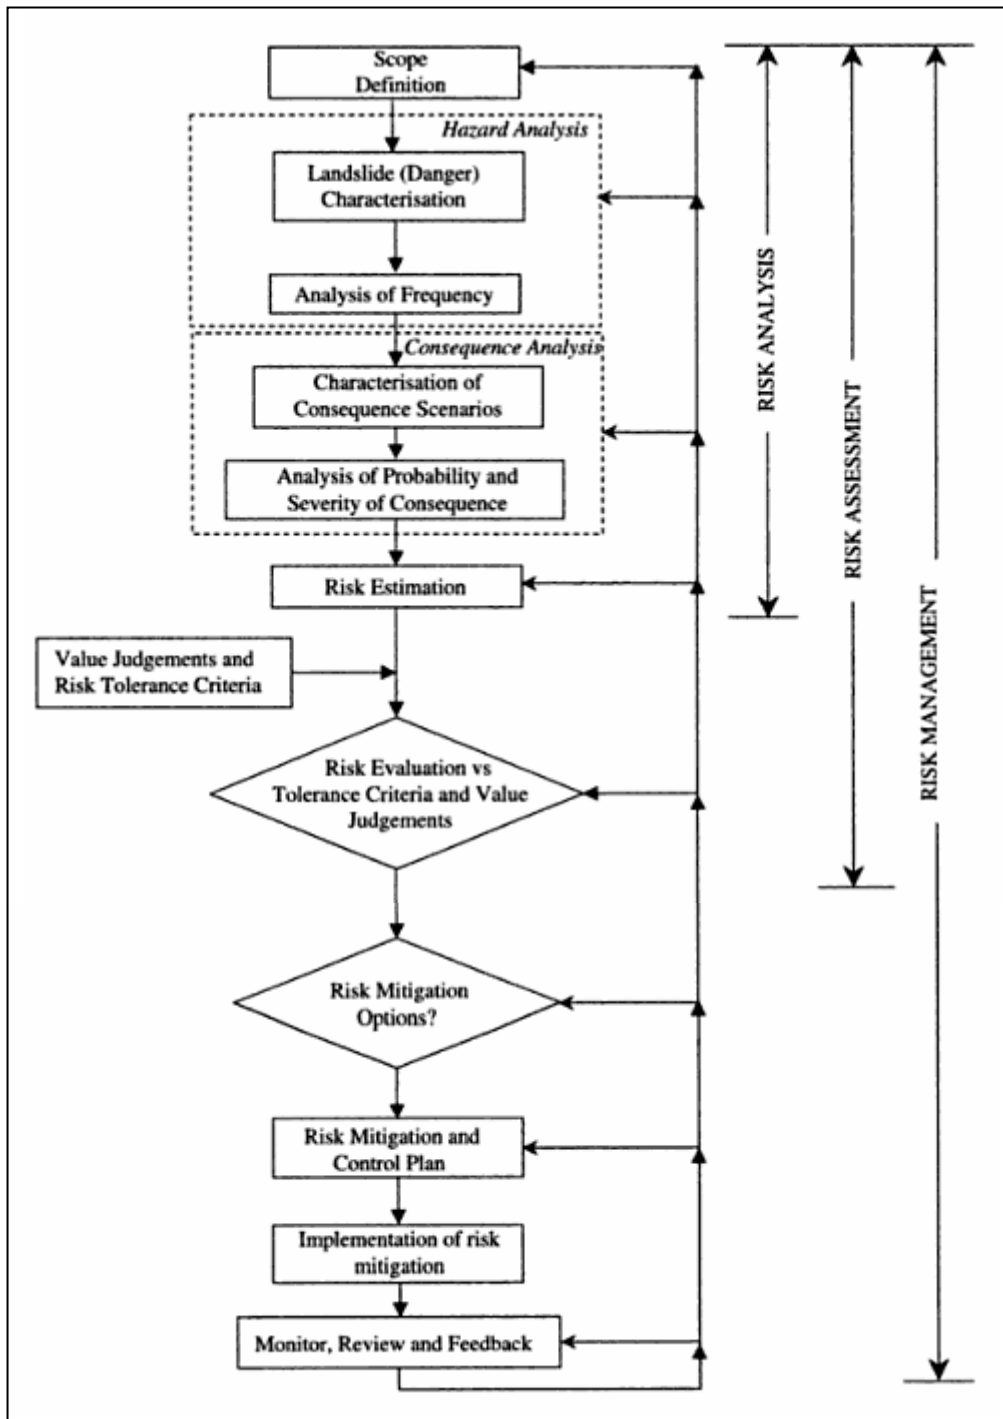 Scope
Definition
Hazard Analysis
Landslide (Danger)
Characterisation
Analysis of Frequency
Consequence Analysis
Characterisation of
Consequence Scenarios
Analysis of Probability and
Severity of Consequence
Risk Estimation
Value Judgements and
Risk Tolerance Criteria
Risk Evaluation vs
Tolerance Criteria and Value
Judgements
Risk Mitigation
Options?
Risk Mitigation and
Control Plan
Implementation of risk
mitigation
Monitor, Review and Feedback
RISK ANALYSIS
RISK ASSESSMENT
RISK MANAGEMENT